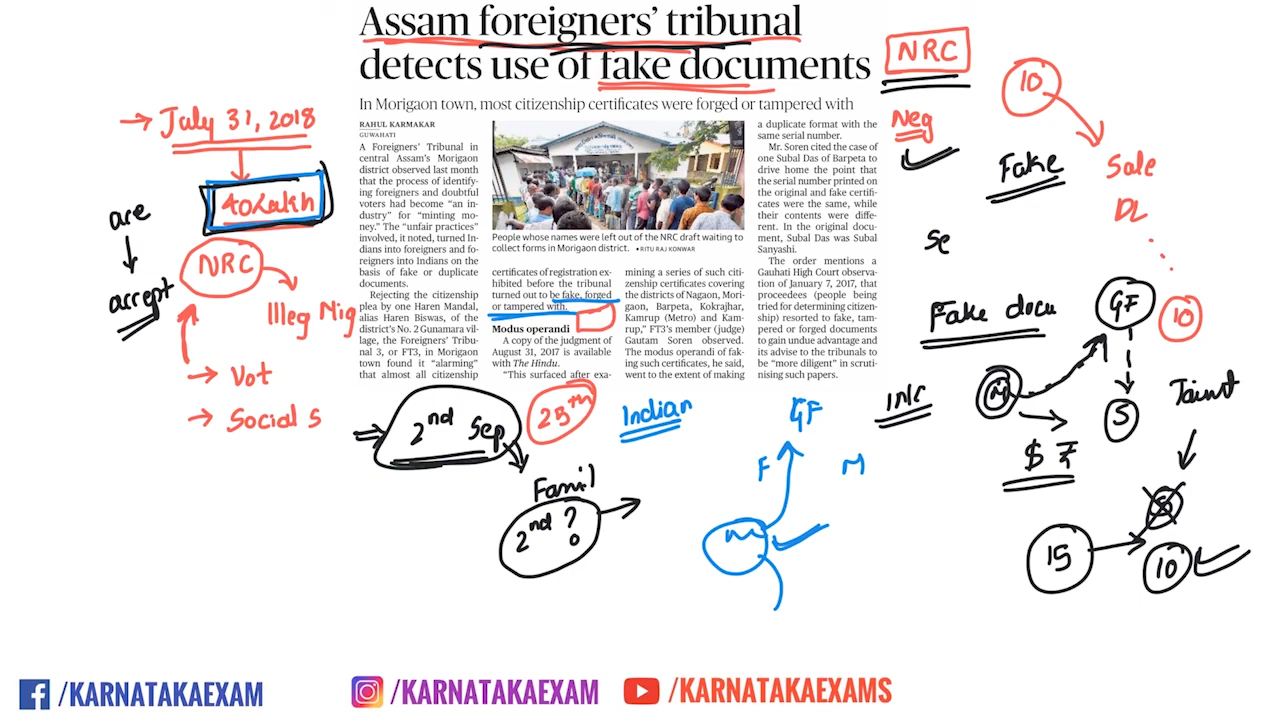 Assam foreigners' tribunal
detects use of fake documents
In Morigaon town, most citizenship certificates were forged or tampered with
RAHUL KARMAKAR
GUWAHATI
A Foreigners' Tribunal in
central Assam's Morigaon
district observed last month
that the process of identify-
ing foreigners and doubtful
voters had become "an in-
dustry" for "minting mo-
ney." The "unfair practices"
involved, it noted, turned In-
dians into foreigners and fo-
reigners into Indians on the
basis of fake or duplicate
documents.
Rejecting the citizenship
plea by one Haren Mandal,
alias Haren Biswas, of the
district's No. 2 Gunamara vil-
lage, the Foreigners' Tribu-
nal 3, or FT3, in Morigaon
town found it "alarming"
that almost all citizenship
People whose names were left out of the NRC draft waiting to
collect forms in Morigaon district. • RITU RAJ KONWAR
certificates of registration ex-
hibited before the tribunal
turned out to be fake, forged
or tampered with.
Modus operandi
A copy of the judgment of
August 31, 2017 is available
with The Hindu.
"This surfaced after exa-
mining a series of such citi-
zenship certificates covering
the districts of Nagaon, Mori-
gaon, Barpeta, Kokrajhar,
Kamrup (Metro) and Kam-
rup," FT3's member (judge)
Gautam Soren observed.
The modus operandi of fak-
ing such certificates, he said,
went to the extent of making
a duplicate format with the
same serial number.
Mr. Soren cited the case of
one Subal Das of Barpeta to
drive home the point that
the serial number printed on
the original and fake certifi-
cates were the same, while
their contents were diffe-
rent. In the original docu-
ment, Subal Das was Subal
Sanyashi.
The order mentions a
Gauhati High Court observa-
tion of January 7, 2017, that
proceedees (people being
tried for determining citizen-
ship) resorted to fake, tam-
pered or forged documents
to gain undue advantage and
its advise to the tribunals to
be "more diligent" in scruti-
nising such papers.
July 31, 2018
40 Lakh
are
accept
NRC
Illeg Mig
Vot
Social S
2nd Sep
25th
Famil
2nd ?
Indian
GF
F
M
M
NRC
Neg
10
Fake
Sale
DL
Se
Fake docu
GF
10
INC
M
S
$ ₹
Taint
15
10
/KARNATAKAEXAM
/KARNATAKAEXAM
/KARNATAKAEXAMS